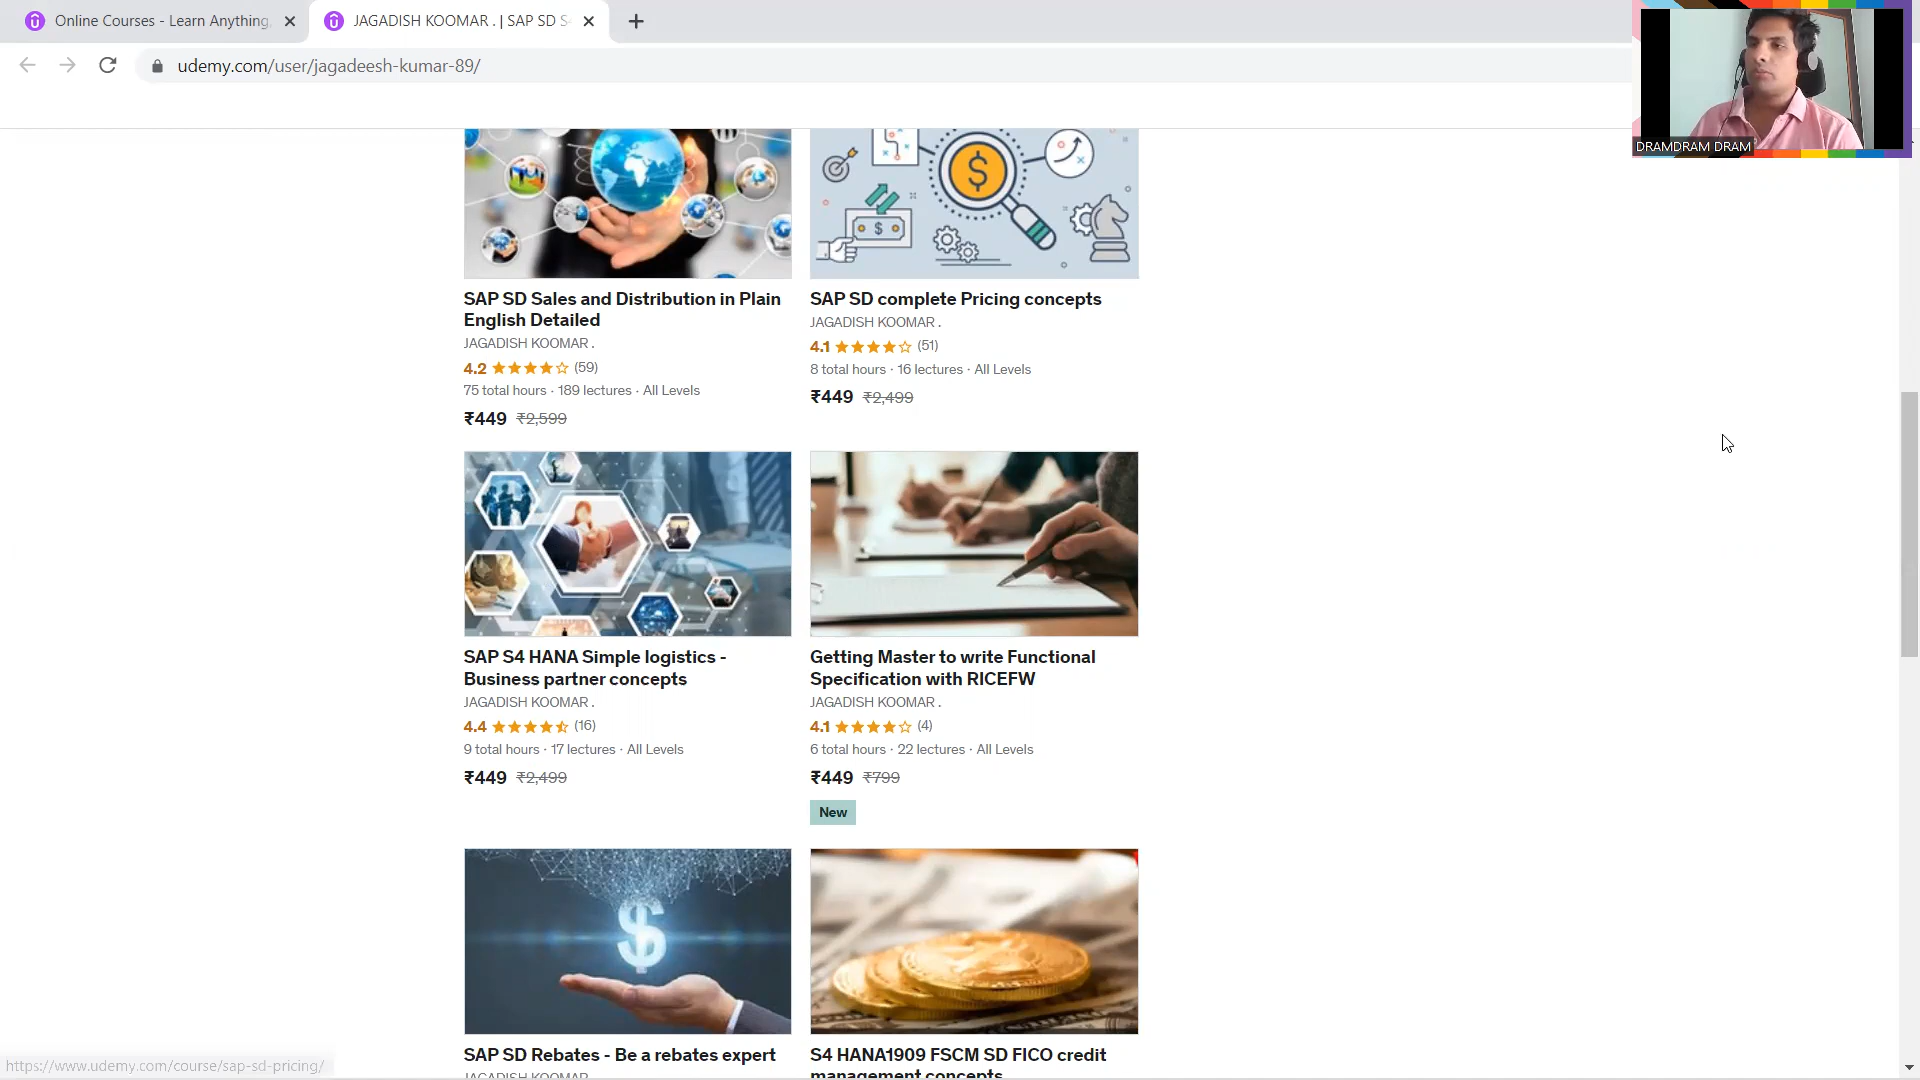 Online Courses - Learn Anything,
JAGADISH KOOMAR . | SAP SD S
udemy.com/user/jagadeesh-kumar-89/
DRAMDRAM DRAM
SAP SD Sales and Distribution in Plain
English Detailed
JAGADISH KOOMAR .
4.2 (59)
75 total hours · 189 lectures · All Levels
₹449 ₹2,599
SAP SD complete Pricing concepts
JAGADISH KOOMAR .
4.1 (51)
8 total hours · 16 lectures · All Levels
₹449 ₹2,499
SAP S4 HANA Simple logistics -
Business partner concepts
JAGADISH KOOMAR .
4.4 (16)
9 total hours · 17 lectures · All Levels
₹449 ₹2,499
Getting Master to write Functional
Specification with RICEFW
JAGADISH KOOMAR .
4.1 (4)
6 total hours · 22 lectures · All Levels
₹449 ₹799
New
SAP SD Rebates - Be a rebates expert
JAGADISH KOOMAR
S4 HANA1909 FSCM SD FICO credit
management concepts
https://www.udemy.com/course/sap-sd-pricing/